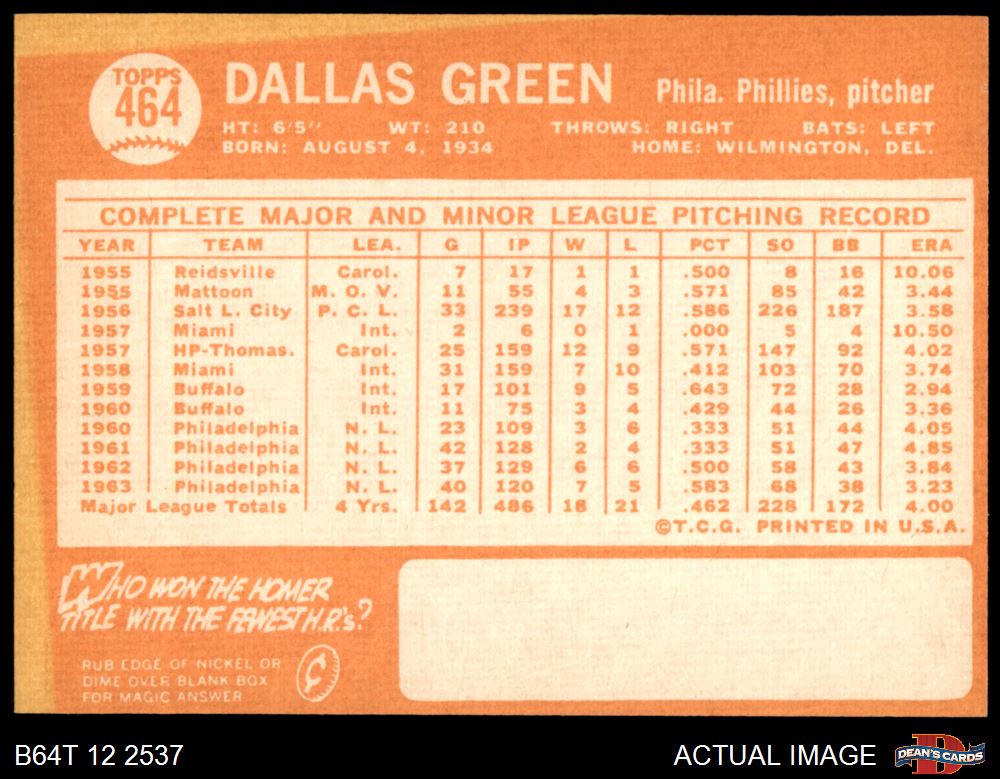 TOPPS
464
DALLAS GREEN
Phila. Phillies, pitcher
HT: 6'5" WT: 210 THROWS: RIGHT BATS: LEFT
BORN: AUGUST 4, 1934 HOME: WILMINGTON, DEL.
COMPLETE MAJOR AND MINOR LEAGUE PITCHING RECORD
YEAR TEAM LEA. G IP W L PCT SO BB ERA
1955 Reidsville Carol. 7 17 1 1 .500 8 16 10.06
1955 Mattoon M. O. V. 11 55 4 3 .571 85 42 3.44
1956 Salt L. City P. C. L. 33 239 17 12 .586 226 187 3.58
1957 Miami Int. 2 6 0 1 .000 5 4 10.50
1957 HP-Thomas. Carol. 25 159 12 9 .571 147 92 4.02
1958 Miami Int. 31 159 7 10 .412 103 70 3.74
1959 Buffalo Int. 17 101 9 5 .643 72 28 2.94
1960 Buffalo Int. 11 75 3 4 .429 44 26 3.36
1960 Philadelphia N. L. 23 109 3 6 .333 51 44 4.05
1961 Philadelphia N. L. 42 128 2 4 .333 51 47 4.85
1962 Philadelphia N. L. 37 129 6 6 .500 58 43 3.84
1963 Philadelphia N. L. 40 120 7 5 .583 68 38 3.23
Major League Totals 4 Yrs. 142 486 18 21 .462 228 172 4.00
©T.C.G. PRINTED IN U.S.A.
WHO WON THE HOMER
TITLE WITH THE FEWEST H.R.'s.?
RUB EDGE OF NICKEL OR
DIME OVER BLANK BOX
FOR MAGIC ANSWER
¢
B64T 12 2537
ACTUAL IMAGE
DEAN'S CARDS